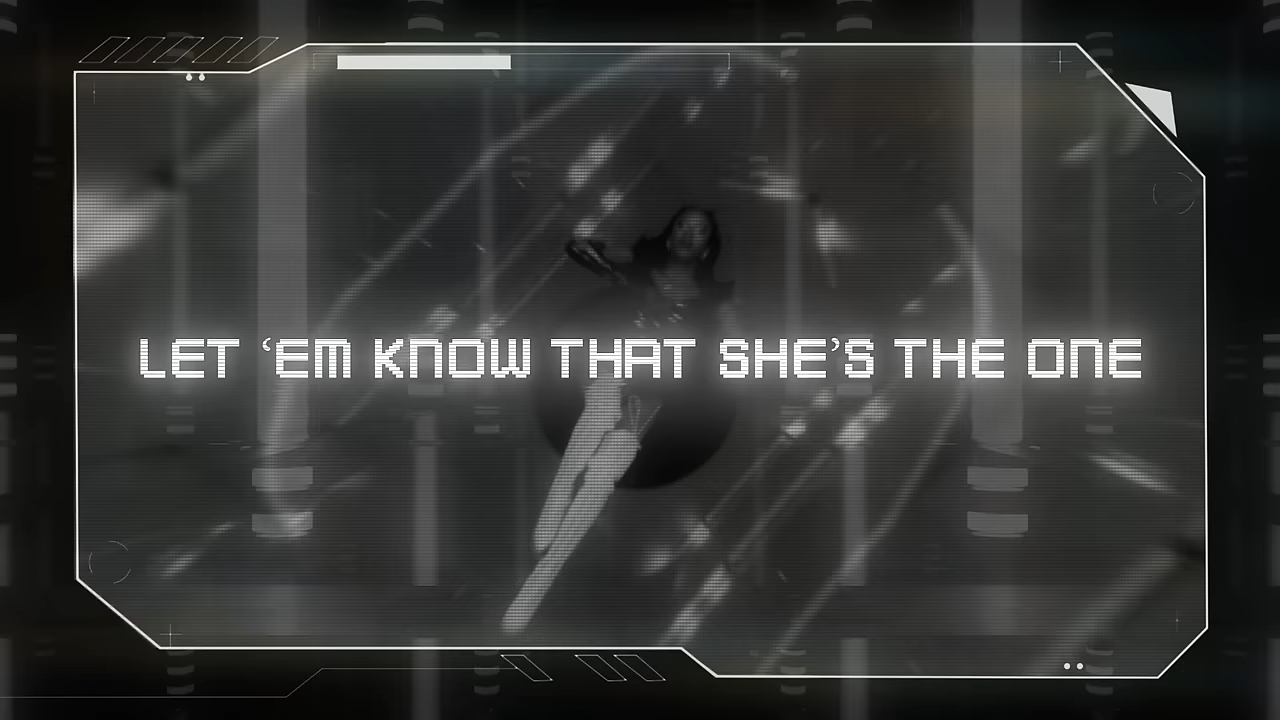 LET ‘EM KNOW THAT SHE’S THE ONE